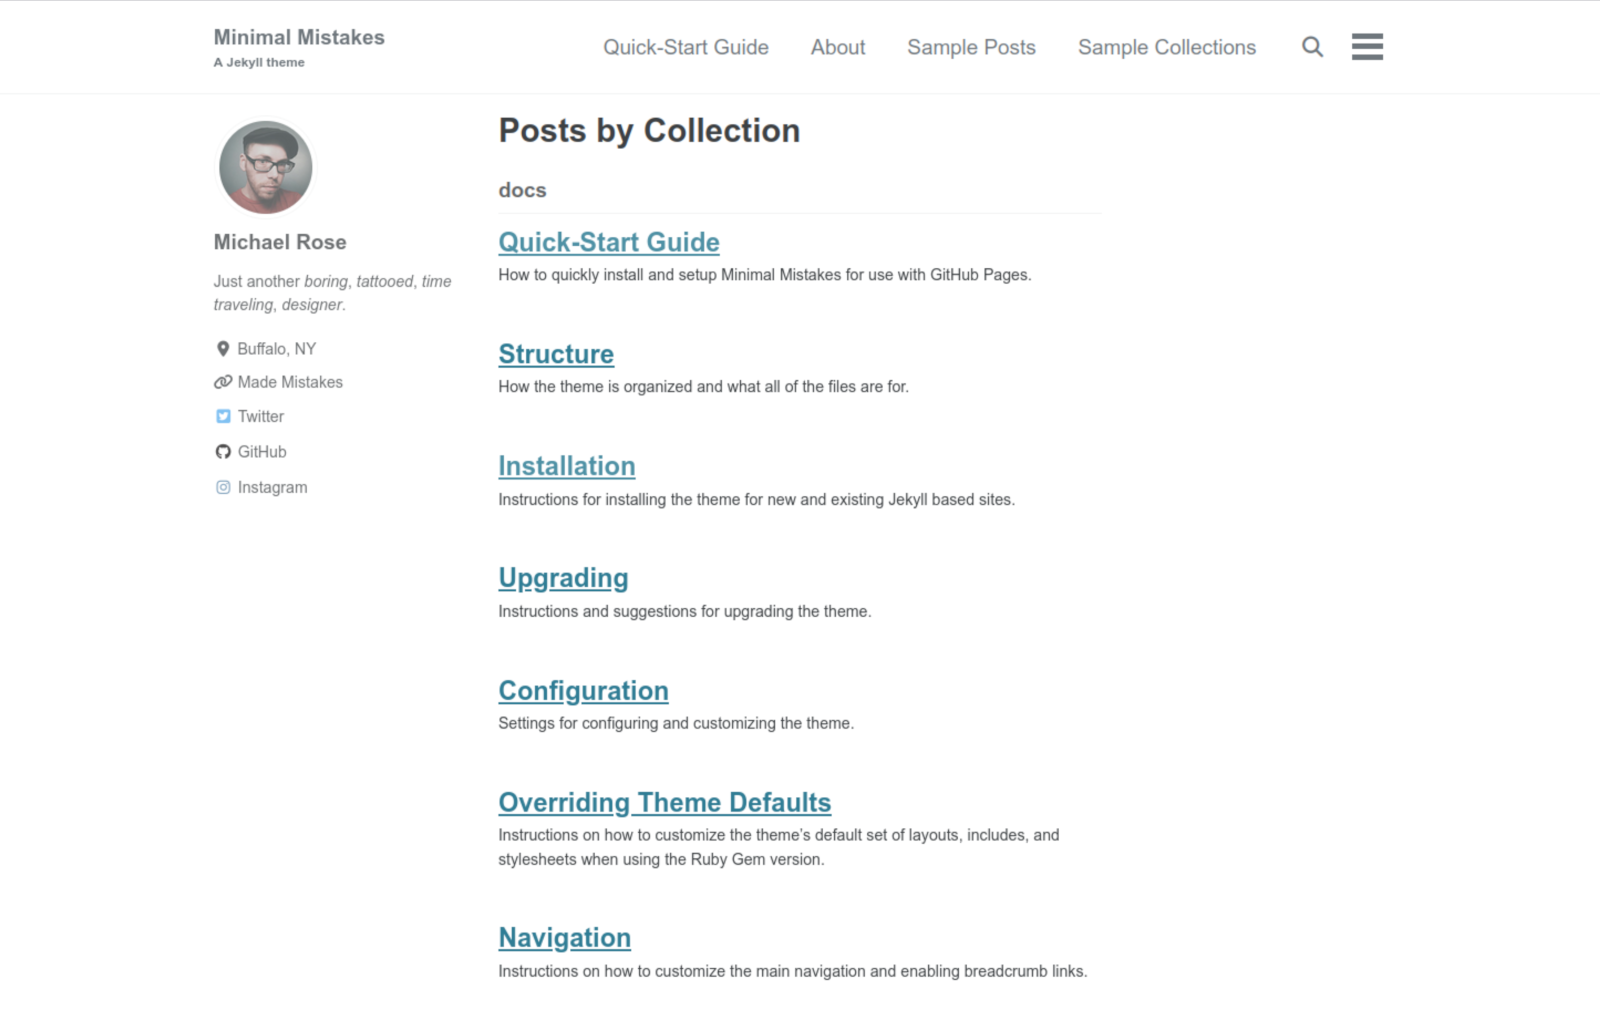 Minimal Mistakes
A Jekyll theme
Quick-Start Guide
About
Sample Posts
Sample Collections
Michael Rose
Just another boring, tattooed, time
traveling, designer.
Buffalo, NY
Made Mistakes
Twitter
GitHub
Instagram
Posts by Collection
docs
Quick-Start Guide
How to quickly install and setup Minimal Mistakes for use with GitHub Pages.
Structure
How the theme is organized and what all of the files are for.
Installation
Instructions for installing the theme for new and existing Jekyll based sites.
Upgrading
Instructions and suggestions for upgrading the theme.
Configuration
Settings for configuring and customizing the theme.
Overriding Theme Defaults
Instructions on how to customize the theme’s default set of layouts, includes, and
stylesheets when using the Ruby Gem version.
Navigation
Instructions on how to customize the main navigation and enabling breadcrumb links.